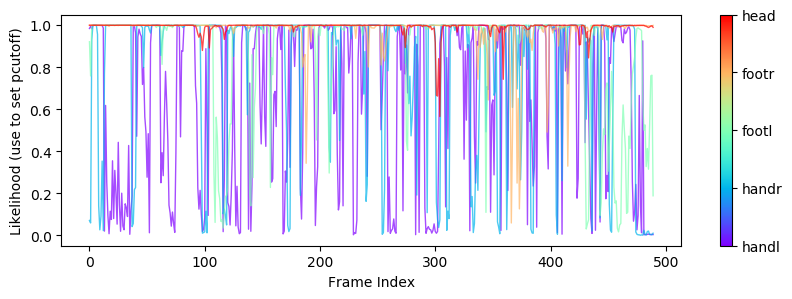 Likelihood (use to set pcutoff)
1.0
0.8
0.6
0.4
0.2
0.0
0
100
200
300
400
500
Frame Index
head
footr
footl
handr
handl